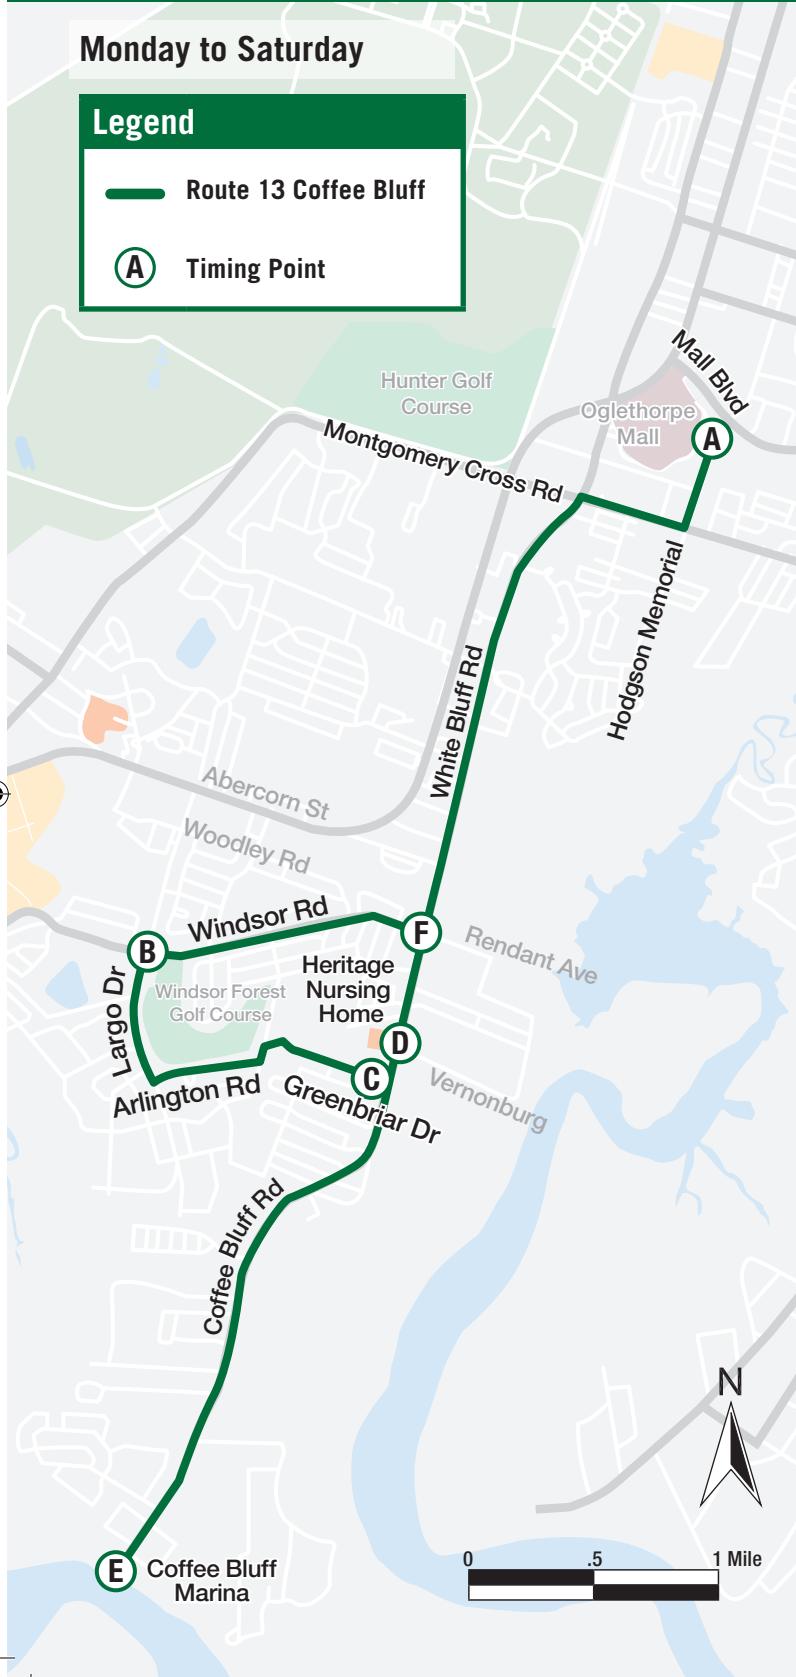 Monday to Saturday
Legend
Route 13 Coffee Bluff
A
Timing Point
Mall Blvd
Hunter Golf
Course
Oglethorpe
Mall
A
Montgomery Cross Rd
Hodgson Memorial
White Bluff Rd
Abercorn St
Woodley Rd
Windsor Rd
F
B
Rendant Ave
Heritage
Nursing
Home
Largo Dr
Windsor Forest
Golf Course
D
C
Vernonburg
Arlington Rd
Greenbriar Dr
Coffee Bluff Rd
N
E
Coffee Bluff
Marina
0 .5 1 Mile